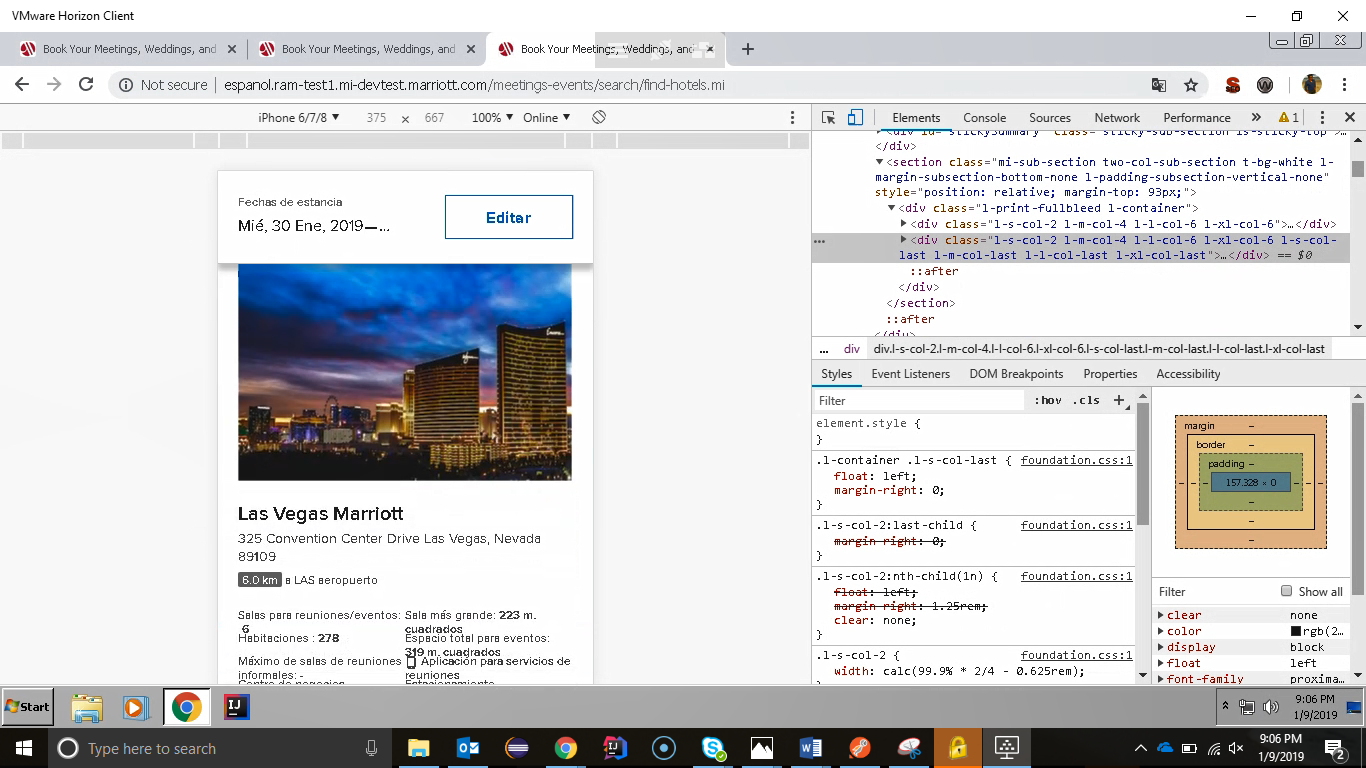 VMware Horizon Client
Book Your Meetings, Weddings, and
Book Your Meetings, Weddings, and
Book Your Meetings, Weddings, and
Not secure | espanol.ram-test1.mi-devtest.marriott.com/meetings-events/search/find-hotels.mi
iPhone 6/7/8 ▼ 375 × 667 100% ▼ Online ▼
Elements Console Sources Network Performance » 1
<div id="stickySummary" class="sticky-sub-section is-sticky-top">…
</div>
▼<section class="mi-sub-section two-col-sub-section t-bg-white l-
margin-subsection-bottom-none l-padding-subsection-vertical-none"
style="position: relative; margin-top: 93px;">
▼<div class="l-print-fullbleed l-container">
▶<div class="l-s-col-2 l-m-col-4 l-l-col-6 l-xl-col-6">…</div>
… ▶<div class="l-s-col-2 l-m-col-4 l-l-col-6 l-xl-col-6 l-s-col-
last l-m-col-last l-l-col-last l-xl-col-last">…</div> == $0
::after
</div>
</section>
::after
</div>
... div div.l-s-col-2.l-m-col-4.l-l-col-6.l-xl-col-6.l-s-col-last.l-m-col-last.l-l-col-last.l-xl-col-last
Styles Event Listeners DOM Breakpoints Properties Accessibility
Filter :hov .cls +
element.style {
}
.l-container .l-s-col-last { foundation.css:1
float: left;
margin-right: 0;
}
.l-s-col-2:last-child { foundation.css:1
margin-right: 0;
}
.l-s-col-2:nth-child(1n) { foundation.css:1
float: left;
margin-right: 1.25rem;
clear: none;
}
.l-s-col-2 { foundation.css:1
width: calc(99.9% * 2/4 - 0.625rem);
margin –
border –
padding –
157.328 × 0
–
–
–
Filter Show all
▶clear none
▶color rgb(2…
▶display block
▶float left
▶font-family proxima…
Fechas de estancia
Mié, 30 Ene, 2019—...
Editar
Las Vegas Marriott
325 Convention Center Drive Las Vegas, Nevada
89109
6.0 km a LAS aeropuerto
Salas para reuniones/eventos:
6
Sala más grande: 223 m.
cuadrados
Habitaciones : 278
Espacio total para eventos:
319 m. cuadrados
Máximo de salas de reuniones
informales: -
Aplicación para servicios de
reuniones
Centro de negocios
Estacionamiento
Start
9:06 PM
1/9/2019
Type here to search
9:06 PM
1/9/2019
2